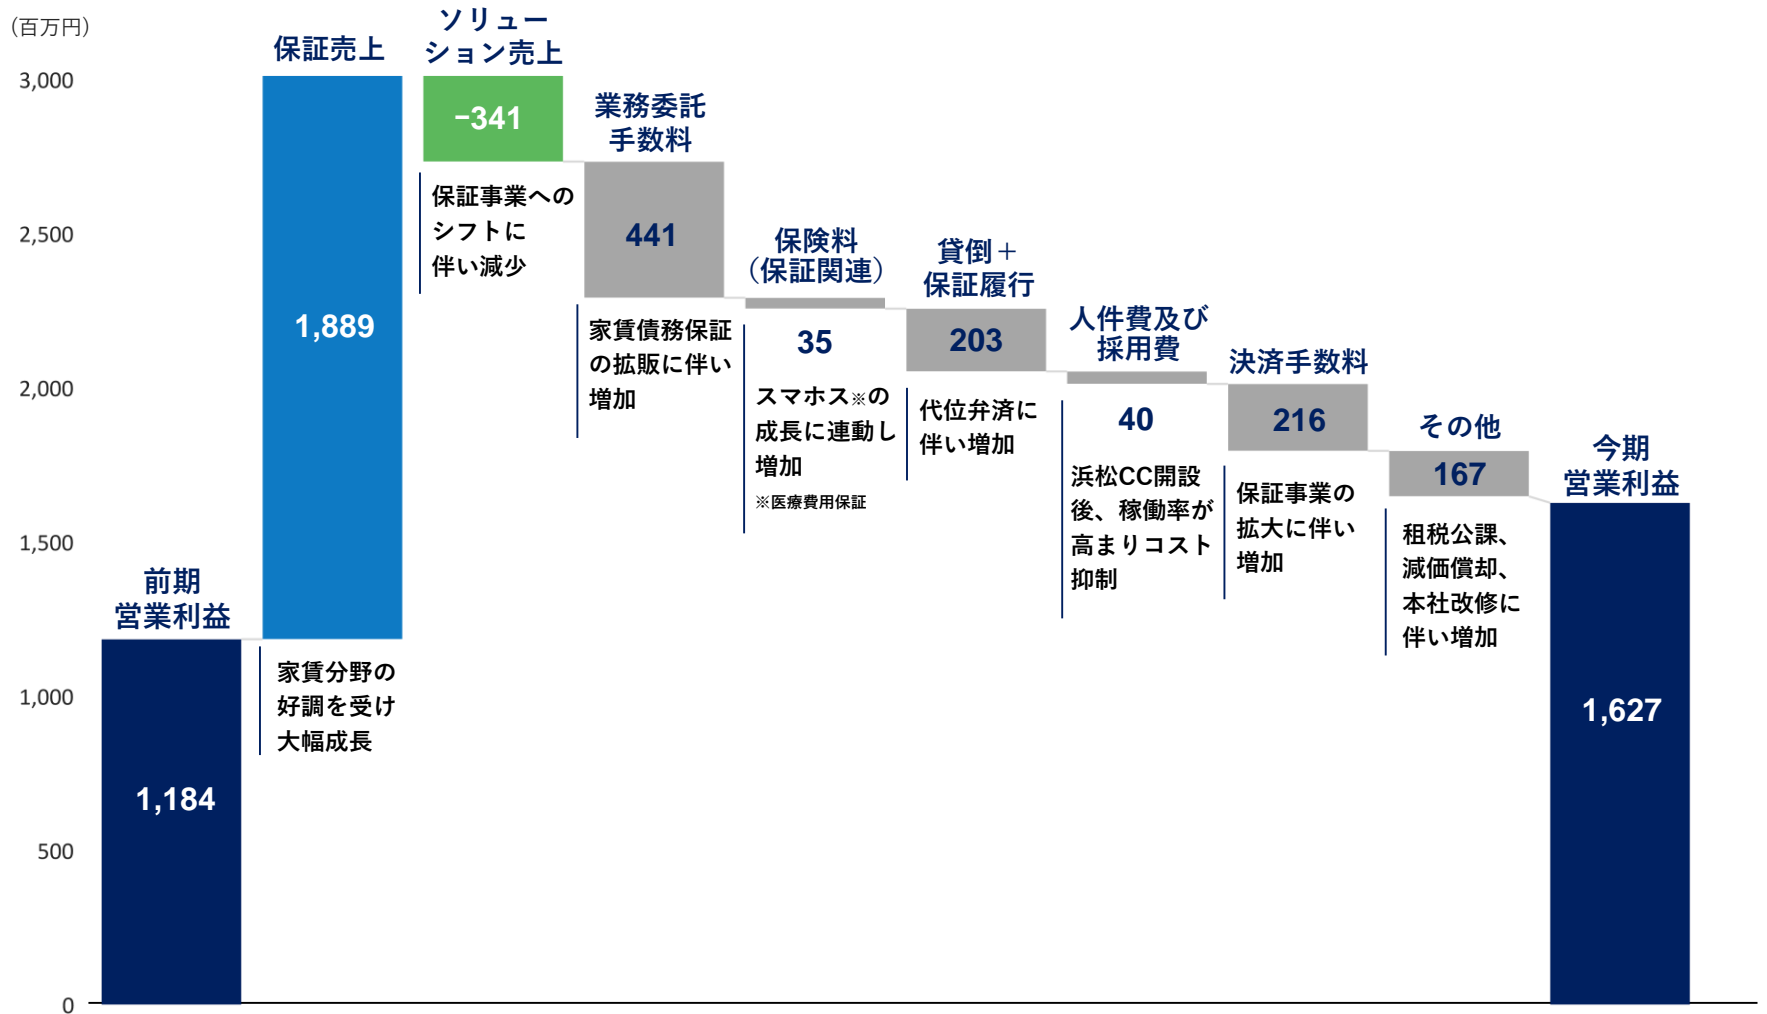 （百万円）
3,000
2,500
2,000
1,500
1,000
500
0
前期
営業利益
1,184
保証売上
1,889
家賃分野の
好調を受け
大幅成長
ソリュー
ション売上
-341
保証事業への
シフトに
伴い減少
業務委託
手数料
441
家賃債務保証
の拡販に伴い
増加
保険料
（保証関連）
35
スマホス※の
成長に連動し
増加
※医療費用保証
貸倒＋
保証履行
203
代位弁済に
伴い増加
人件費及び
採用費
40
浜松CC開設
後、稼働率が
高まりコスト
抑制
決済手数料
216
保証事業の
拡大に伴い
増加
その他
167
租税公課、
減価償却、
本社改修に
伴い増加
今期
営業利益
1,627